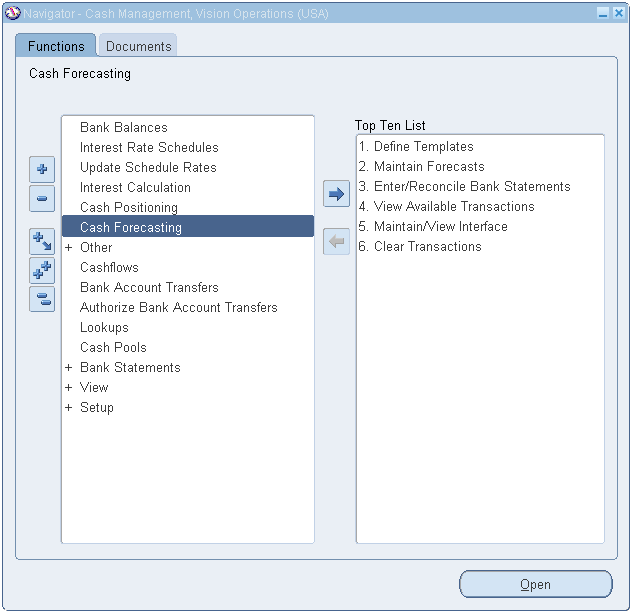 Navigator - Cash Management, Vision Operations (USA)
Functions
Documents
Cash Forecasting
Bank Balances
Interest Rate Schedules
Update Schedule Rates
Interest Calculation
Cash Positioning
Cash Forecasting
+ Other
Cashflows
Bank Account Transfers
Authorize Bank Account Transfers
Lookups
Cash Pools
+ Bank Statements
+ View
+ Setup
Top Ten List
1. Define Templates
2. Maintain Forecasts
3. Enter/Reconcile Bank Statements
4. View Available Transactions
5. Maintain/View Interface
6. Clear Transactions
Open